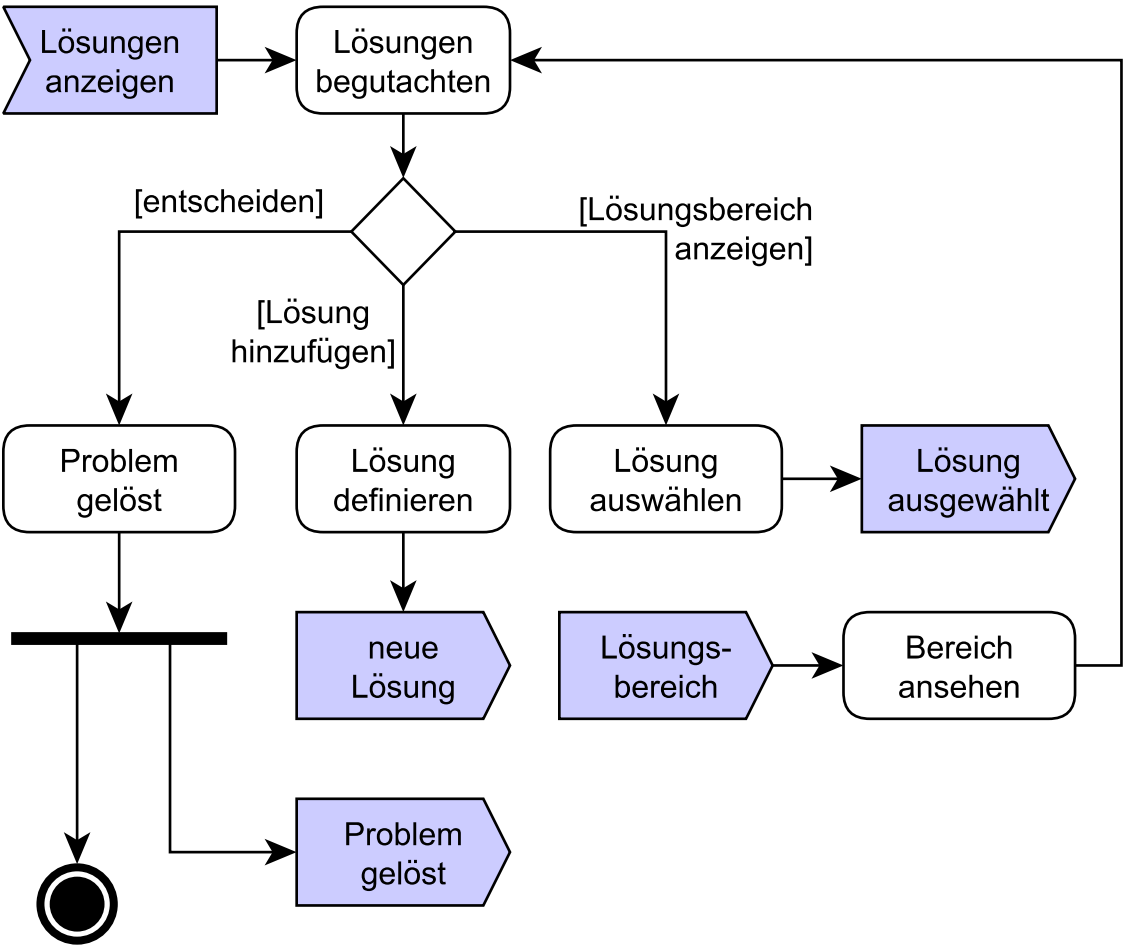 Lösungen
anzeigen
Lösungen
begutachten
[entscheiden]
[Lösungsbereich
anzeigen]
[Lösung
hinzufügen]
Problem
gelöst
Lösung
definieren
Lösung
auswählen
Lösung
ausgewählt
neue
Lösung
Lösungs-
bereich
Bereich
ansehen
Problem
gelöst